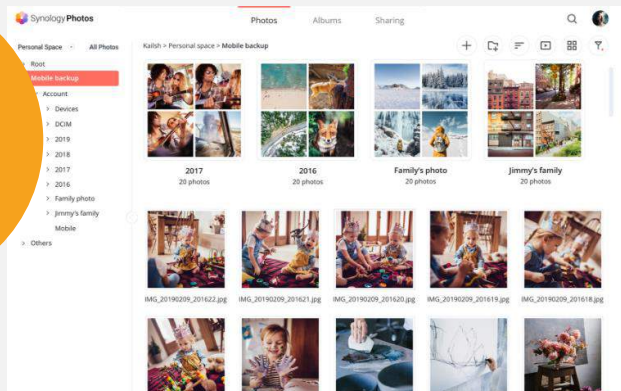 Synology Photos
Photos Albums Sharing
Personal Space All Photos
Kailsh > Personal space > Mobile backup
Root
Mobile backup
Account
> Devices
> DCIM
> 2019
> 2018
> 2017
> 2016
> Family photo
> Jimmy's family
Mobile
> Others
2017 2016 Family's photo Jimmy's family
20 photos 20 photos 20 photos 20 photos
IMG_20190209_201622.jpg IMG_20190209_201621.jpg IMG_20190209_201620.jpg IMG_20190209_201619.jpg IMG_20190209_201618.jpg